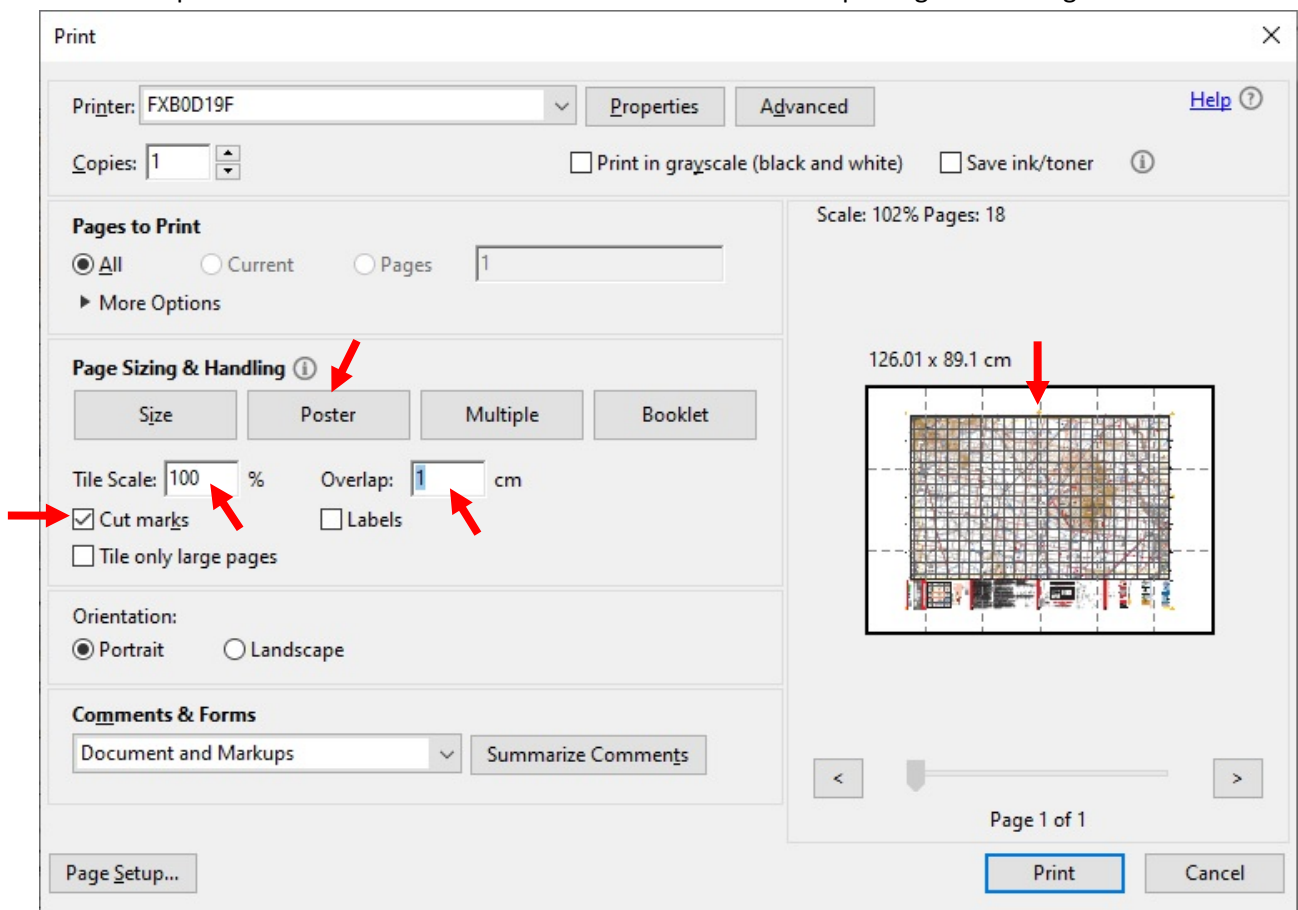 Print
Printer: FXB0D19F Properties Advanced Help
Copies: 1 Print in grayscale (black and white) Save ink/toner
Pages to Print
All Current Pages 1
More Options
Scale: 102% Pages: 18
Page Sizing & Handling
Size Poster Multiple Booklet
Tile Scale: 100 % Overlap: 1 cm
Cut marks Labels
Tile only large pages
126.01 x 89.1 cm
Orientation:
Portrait Landscape
Comments & Forms
Document and Markups Summarize Comments
< >
Page 1 of 1
Page Setup... Print Cancel